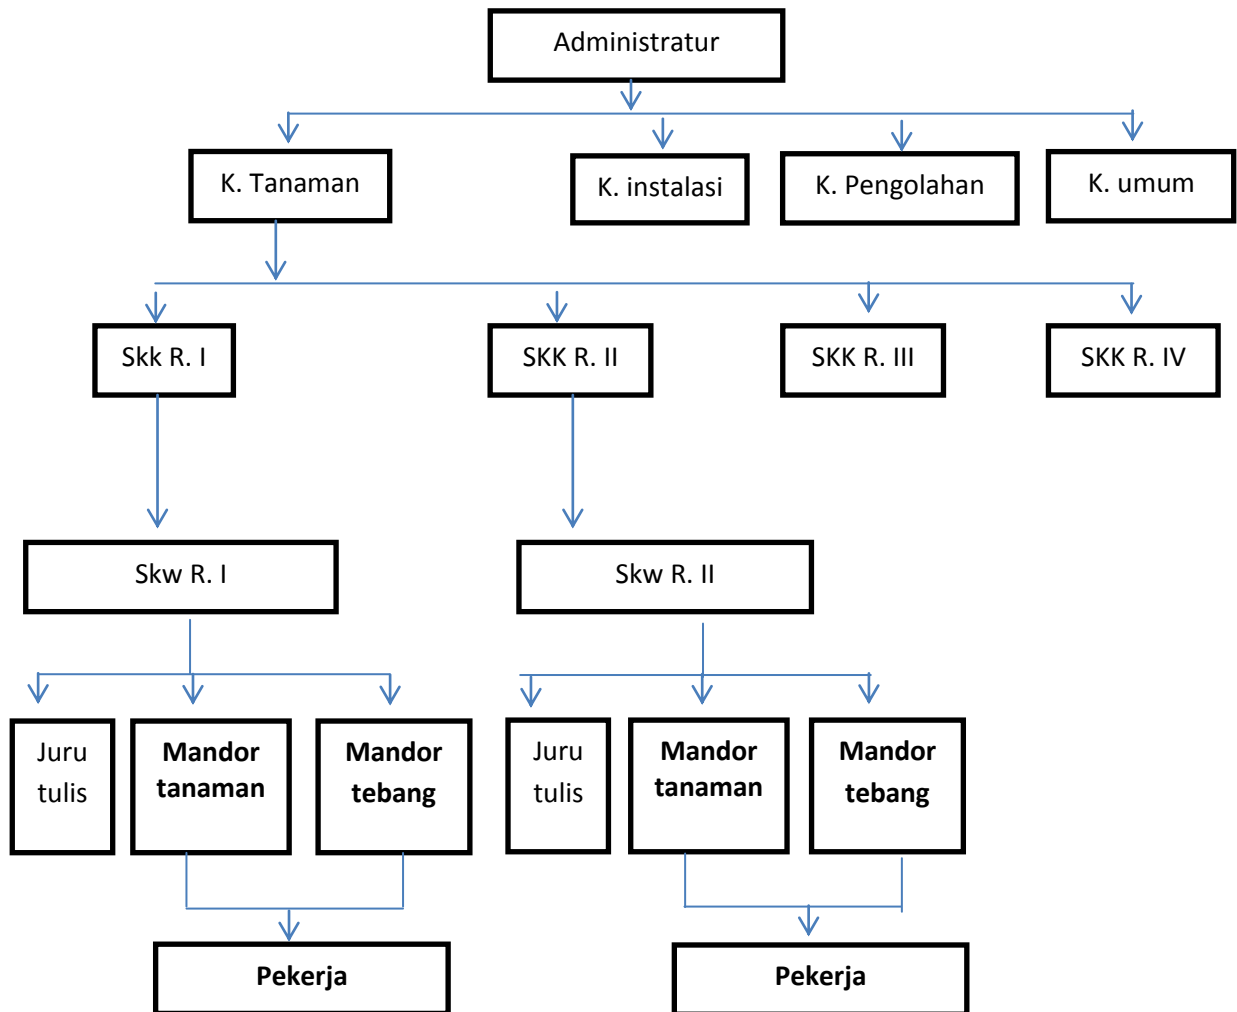 Administratur
K. Tanaman
K. instalasi
K. Pengolahan
K. umum
Skk R. I
SKK R. II
SKK R. III
SKK R. IV
Skw R. I
Skw R. II
Juru
tulis
Mandor
tanaman
Mandor
tebang
Juru
tulis
Mandor
tanaman
Mandor
tebang
Pekerja
Pekerja